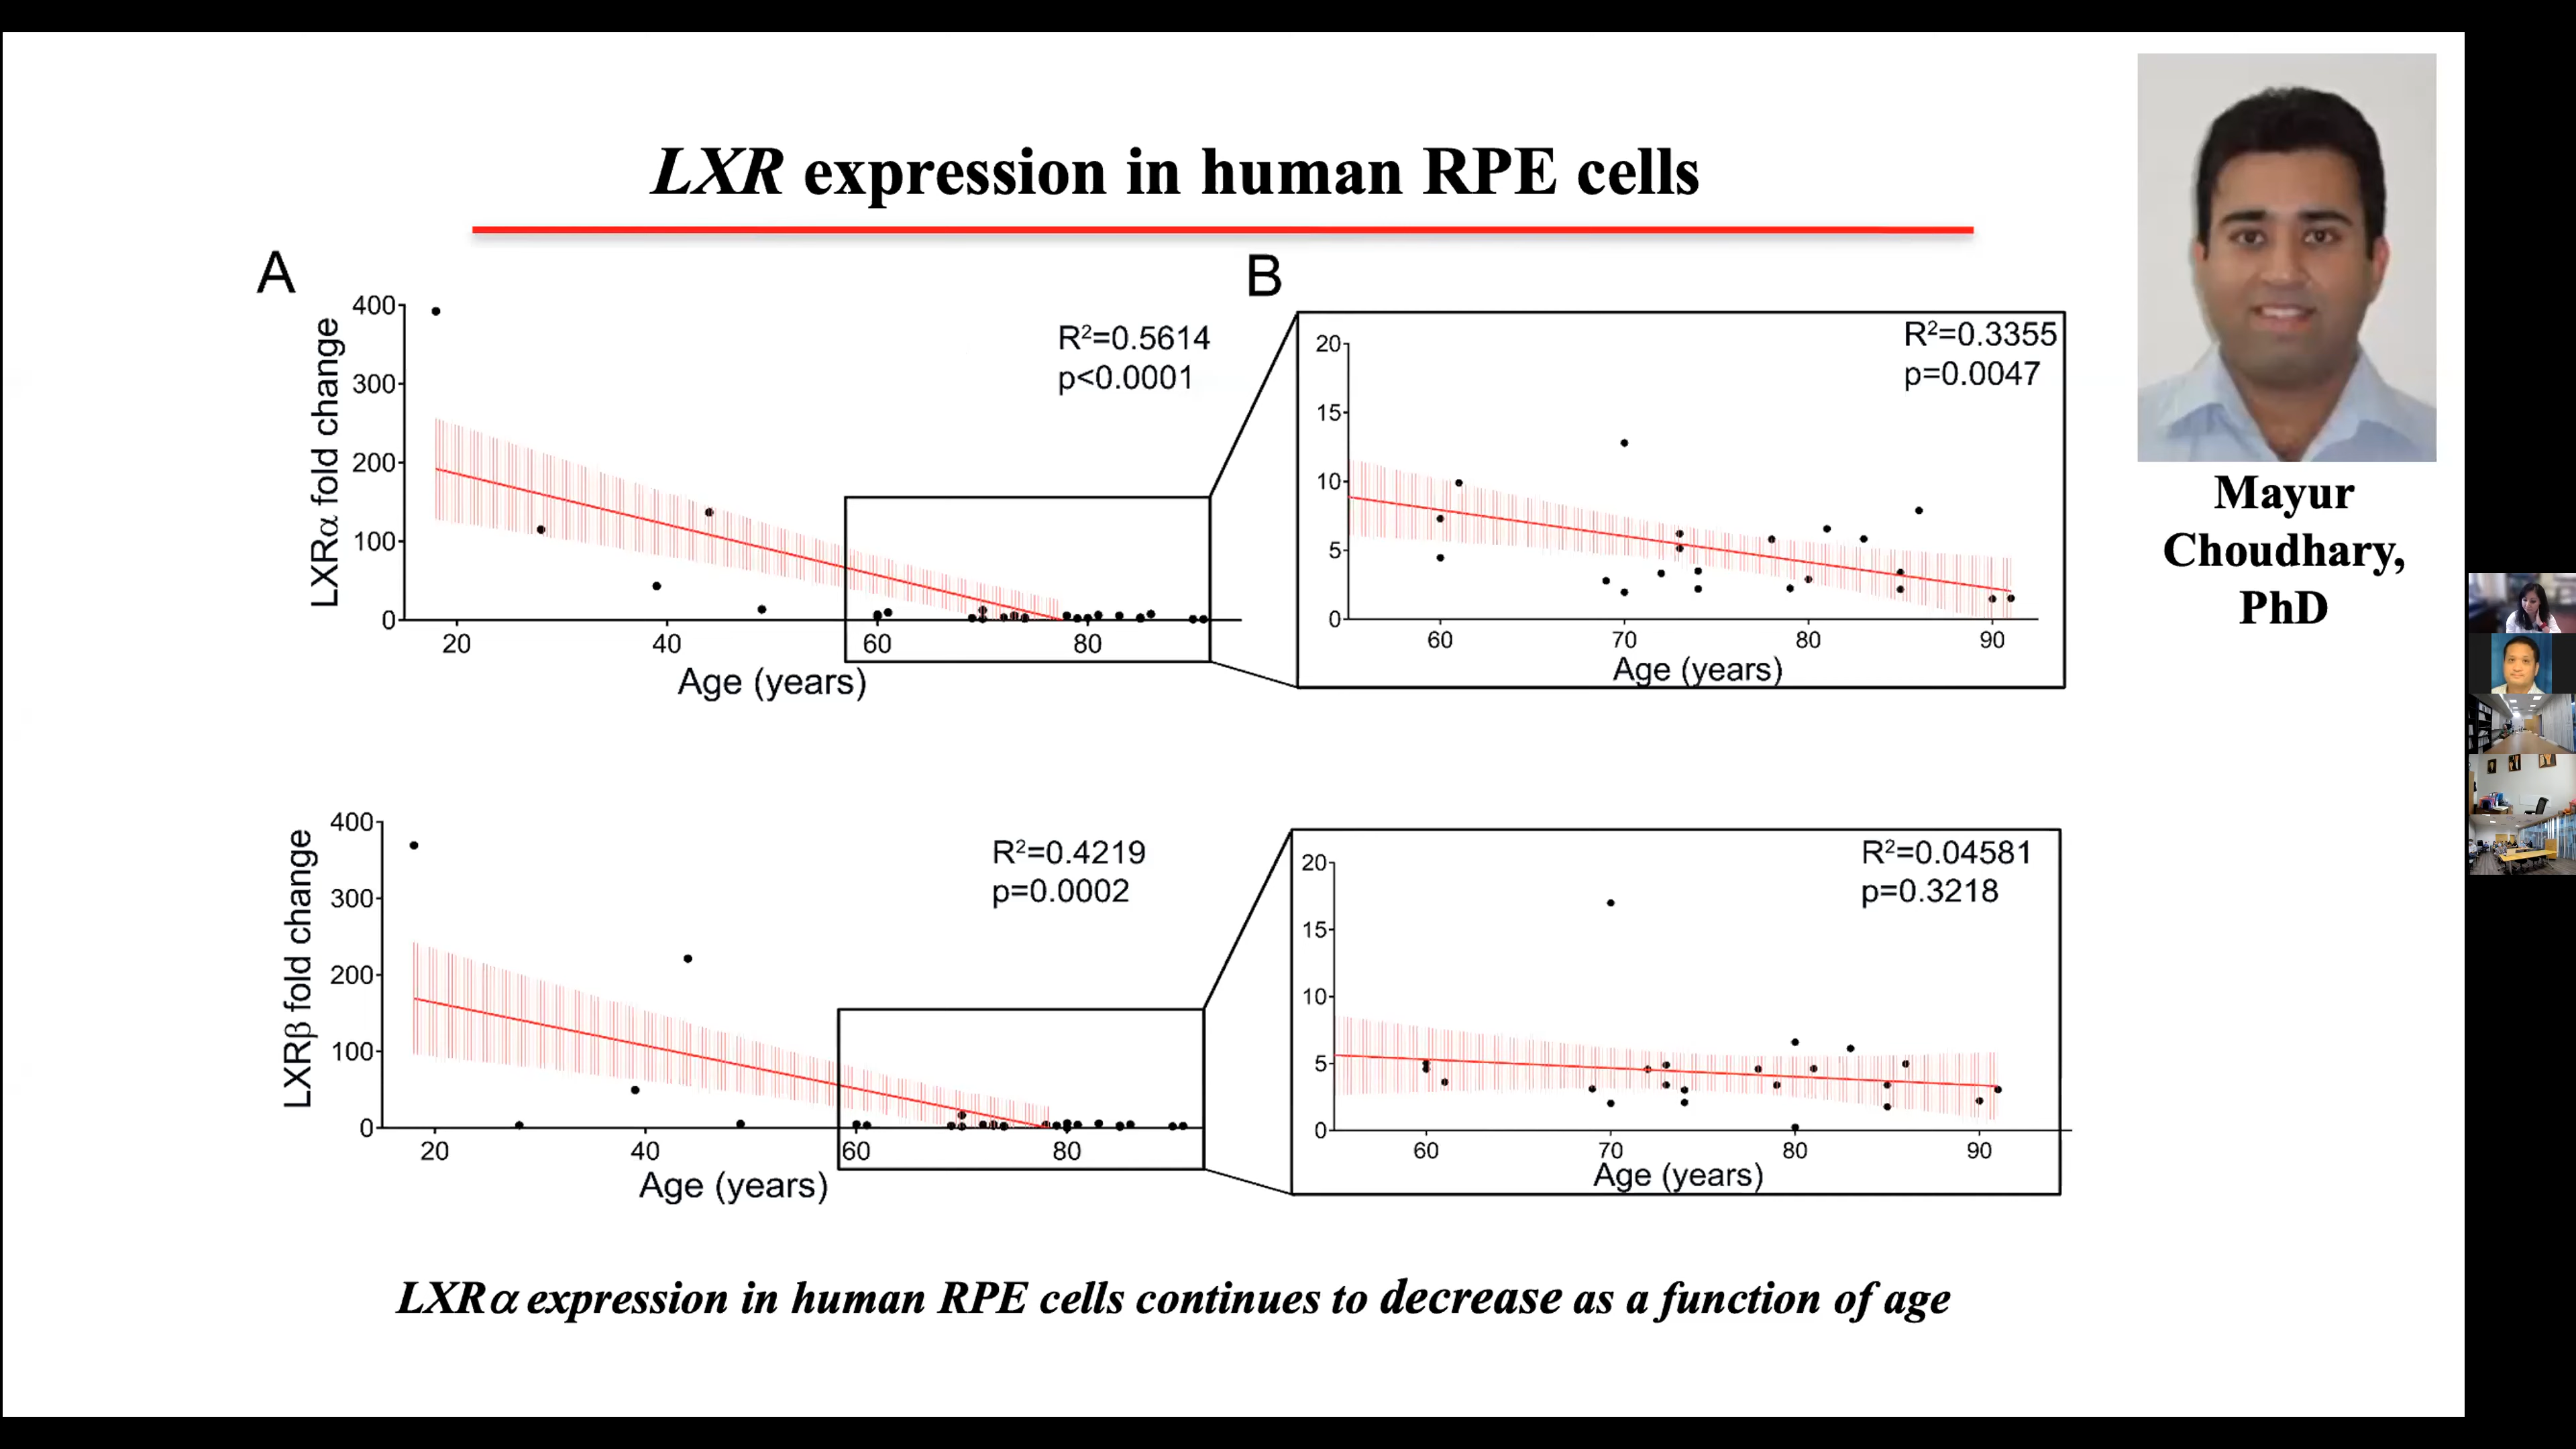 LXR expression in human RPE cells
A
LXRα fold change
400
300
200
100
0
20
40
60
80
Age (years)
R²=0.5614
p<0.0001
B
20
15
10
5
0
60
70
80
90
Age (years)
R²=0.3355
p=0.0047
Mayur
Choudhary,
PhD
LXRβ fold change
400
300
200
100
0
20
40
60
80
Age (years)
R²=0.4219
p=0.0002
20
15
10
5
0
60
70
80
90
Age (years)
R²=0.04581
p=0.3218
LXRα expression in human RPE cells continues to decrease as a function of age